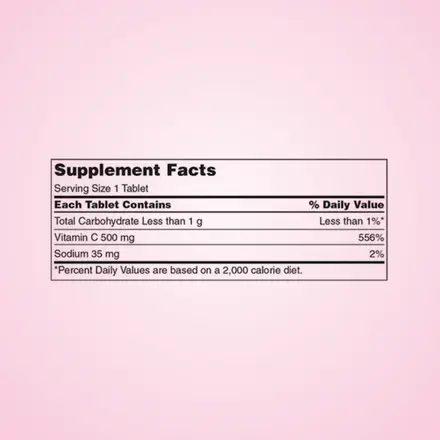 Supplement Facts
Serving Size 1 Tablet
Each Tablet Contains % Daily Value
Total Carbohydrate Less than 1 g Less than 1%*
Vitamin C 500 mg 556%
Sodium 35 mg 2%
*Percent Daily Values are based on a 2,000 calorie diet.